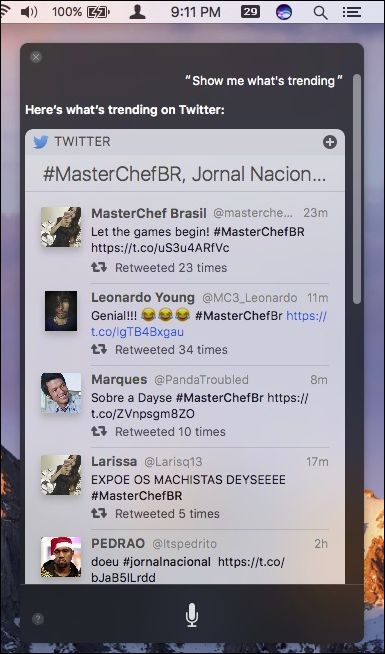 100% 9:11 PM 29
“Show me what's trending”
Here's what's trending on Twitter:
TWITTER
#MasterChefBR, Jornal Nacion...
MasterChef Brasil @masterche... 23m
Let the games begin! #MasterChefBR
https://t.co/uS3u4ARfVc
Retweeted 23 times
Leonardo Young @MC3_Leonardo 11m
Genial!!! 😂😂😂 #MasterChefBr https://
t.co/lgTB4Bxgau
Retweeted 34 times
Marques @PandaTroubled 8m
Sobre a Dayse #MasterChefBr https://
t.co/ZVnpsgm8ZO
Retweeted 10 times
Larissa @Larisq13 17m
EXPOE OS MACHISTAS DEYSEEEE
#MasterChefBR
Retweeted 5 times
PEDRAO @Itspedrito 2h
doeu #jornalnacional https://t.co/
bJaB5lLrdd
?